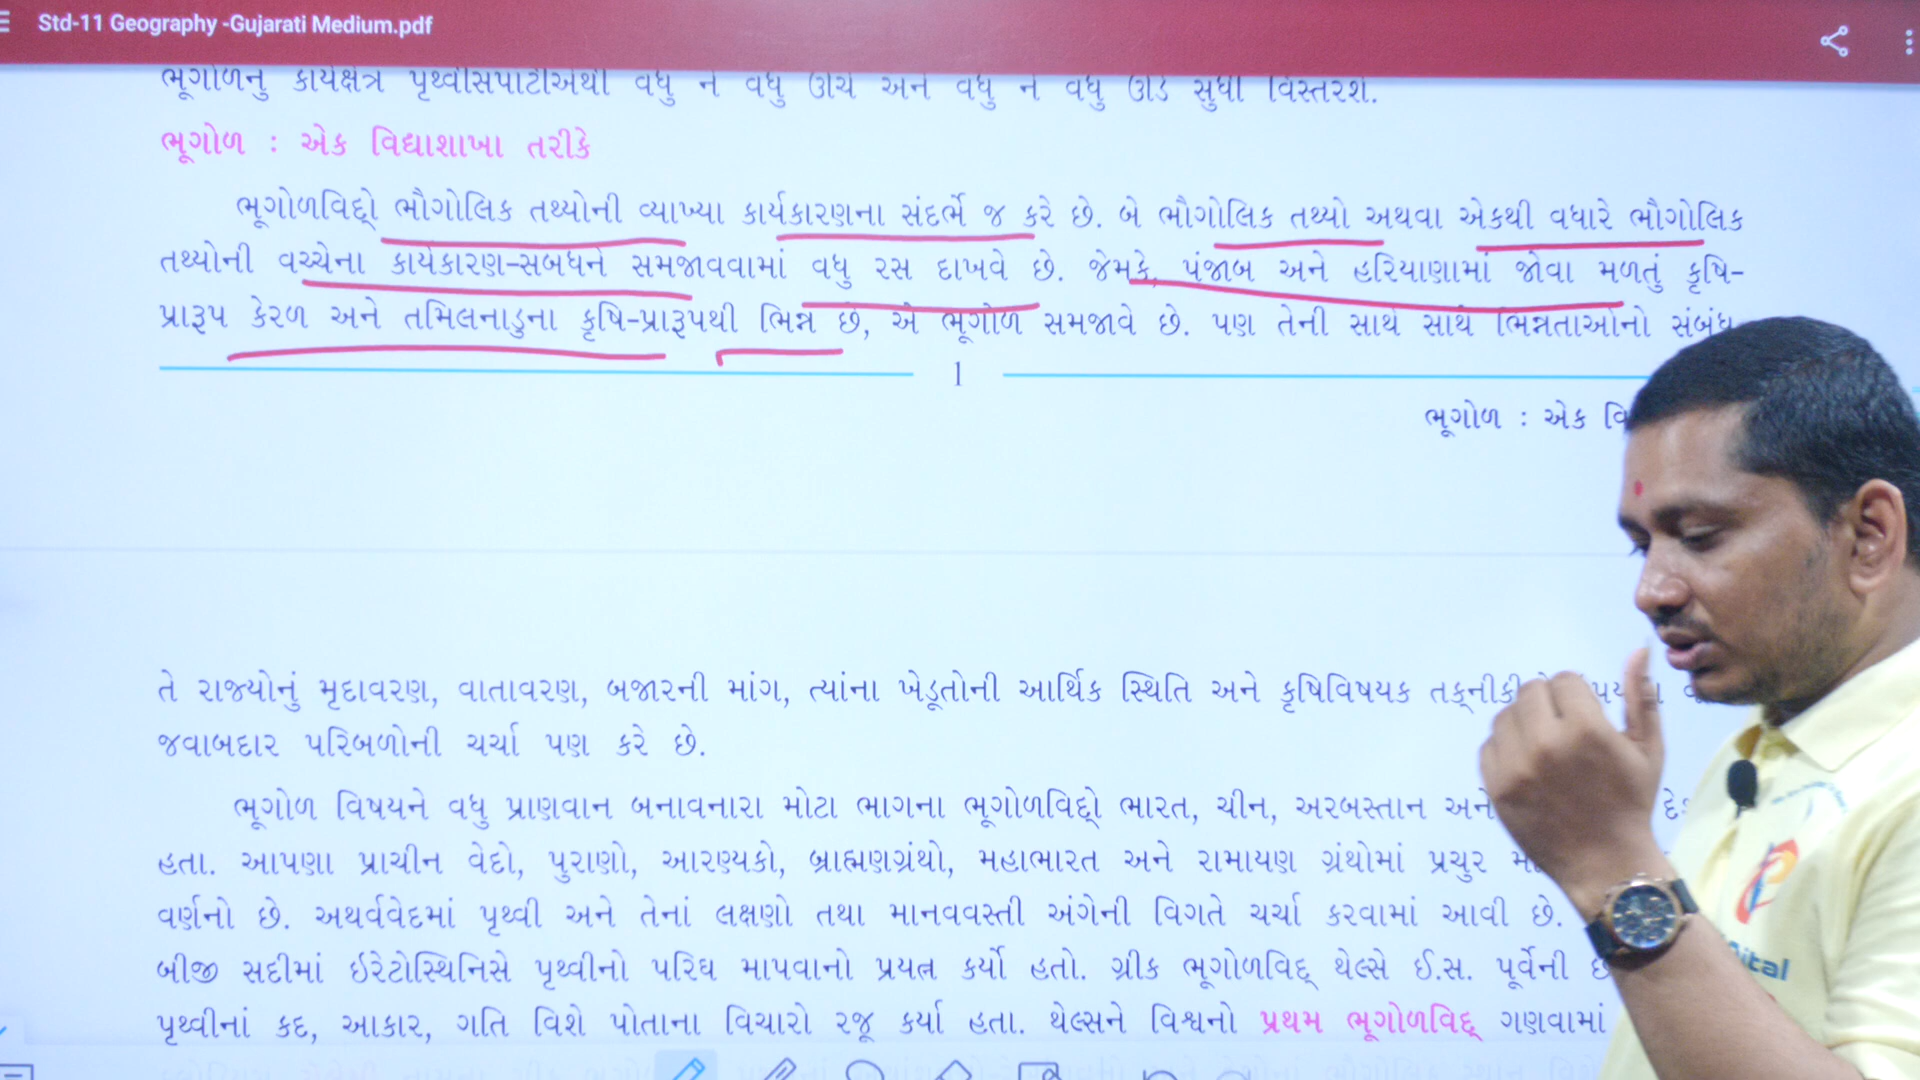 Std-11 Geography -Gujarati Medium.pdf
ભૂગોળનું કાર્યક્ષેત્ર પૃથ્વીસપાટીએથી વધુ ને વધુ ઊંચે અને વધુ ને વધુ ઊંડે સુધી વિસ્તરશે.
ભૂગોળ : એક વિદ્યાશાખા તરીકે
ભૂગોળવિદ્દો ભૌગોલિક તથ્યોની વ્યાખ્યા કાર્યકારણના સંદર્ભે જ કરે છે. બે ભૌગોલિક તથ્યો અથવા એકથી વધારે ભૌગોલિક
તથ્યોની વચ્ચેના કાર્યકારણ-સંબંધને સમજાવવામાં વધુ રસ દાખવે છે. જેમકે, પંજાબ અને હરિયાણામાં જોવા મળતું કૃષિ-
પ્રારૂપ કેરળ અને તમિલનાડુના કૃષિ-પ્રારૂપથી ભિન્ન છે, એ ભૂગોળ સમજાવે છે. પણ તેની સાથે સાથે ભિન્નતાઓનો સંબંધ
1
ભૂગોળ : એક
તે રાજ્યોનું મૃદાવરણ, વાતાવરણ, બજારની માંગ, ત્યાંના ખેડૂતોની આર્થિક સ્થિતિ અને કૃષિવિષયક તક્નીકી
જવાબદાર પરિબળોની ચર્ચા પણ કરે છે.
ભૂગોળ વિષયને વધુ પ્રાણવાન બનાવનારા મોટા ભાગના ભૂગોળવિદ્દો ભારત, ચીન, અરબસ્તાન અને
હતા. આપણા પ્રાચીન વેદો, પુરાણો, આરણ્યકો, બ્રાહ્મણગ્રંથો, મહાભારત અને રામાયણ ગ્રંથોમાં પ્રચુર
વર્ણનો છે. અથર્વવેદમાં પૃથ્વી અને તેનાં લક્ષણો તથા માનવવસ્તી અંગેની વિગતે ચર્ચા કરવામાં આવી છે.
બીજી સદીમાં ઇરેટોસ્થિનિસે પૃથ્વીનો પરિઘ માપવાનો પ્રયત્ન કર્યો હતો. ગ્રીક ભૂગોળવિદ્ થેલ્સે ઈ.સ. પૂર્વેની
પૃથ્વીનાં કદ, આકાર, ગતિ વિશે પોતાના વિચારો રજૂ કર્યા હતા. થેલ્સને વિશ્વનો પ્રથમ ભૂગોળવિદ્ ગણવામાં